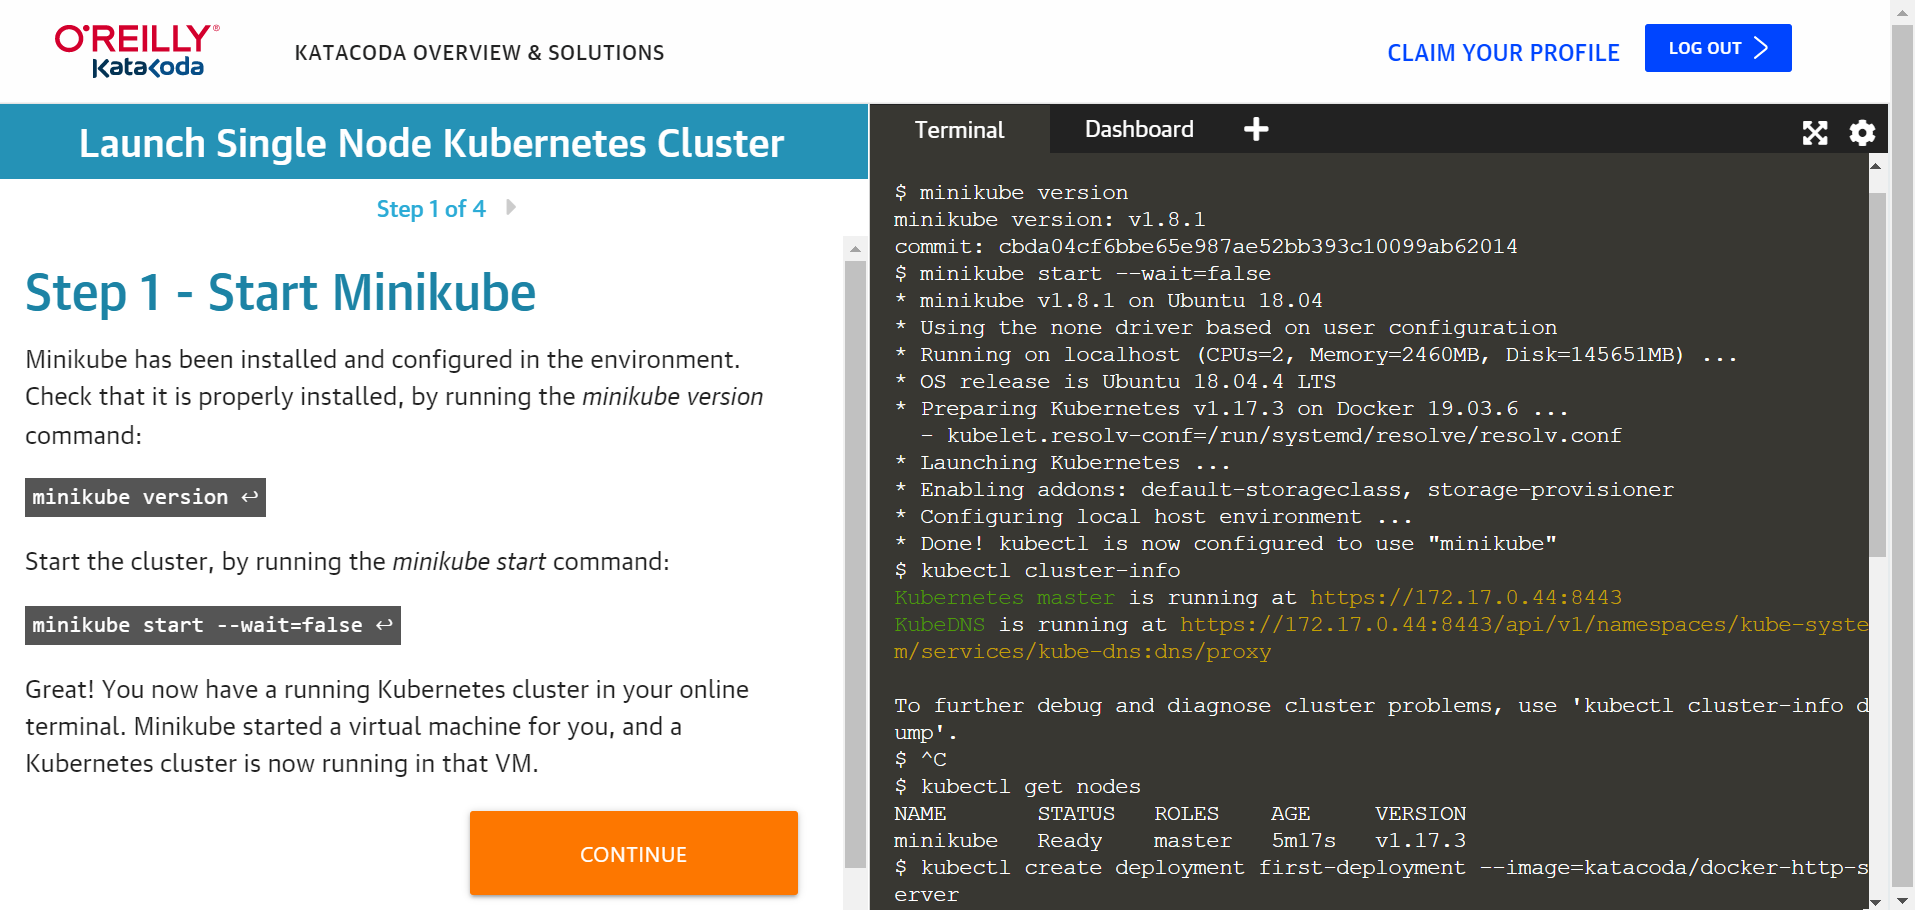 O'REILLY®
Katacoda
KATACODA OVERVIEW & SOLUTIONS
CLAIM YOUR PROFILE
LOG OUT
Launch Single Node Kubernetes Cluster
Step 1 of 4
Step 1 - Start Minikube
Minikube has been installed and configured in the environment.
Check that it is properly installed, by running the minikube version
command:
minikube version ↩
Start the cluster, by running the minikube start command:
minikube start --wait=false ↩
Great! You now have a running Kubernetes cluster in your online
terminal. Minikube started a virtual machine for you, and a
Kubernetes cluster is now running in that VM.
CONTINUE
Terminal
Dashboard
$ minikube version
minikube version: v1.8.1
commit: cbda04cf6bbe65e987ae52bb393c10099ab62014
$ minikube start --wait=false
* minikube v1.8.1 on Ubuntu 18.04
* Using the none driver based on user configuration
* Running on localhost (CPUs=2, Memory=2460MB, Disk=145651MB) ...
* OS release is Ubuntu 18.04.4 LTS
* Preparing Kubernetes v1.17.3 on Docker 19.03.6 ...
  - kubelet.resolv-conf=/run/systemd/resolve/resolv.conf
* Launching Kubernetes ...
* Enabling addons: default-storageclass, storage-provisioner
* Configuring local host environment ...
* Done! kubectl is now configured to use "minikube"
$ kubectl cluster-info
Kubernetes master is running at https://172.17.0.44:8443
KubeDNS is running at https://172.17.0.44:8443/api/v1/namespaces/kube-syste
m/services/kube-dns:dns/proxy
To further debug and diagnose cluster problems, use 'kubectl cluster-info d
ump'.
$ ^C
$ kubectl get nodes
NAME       STATUS   ROLES    AGE     VERSION
minikube   Ready    master   5m17s   v1.17.3
$ kubectl create deployment first-deployment --image=katacoda/docker-http-s
erver